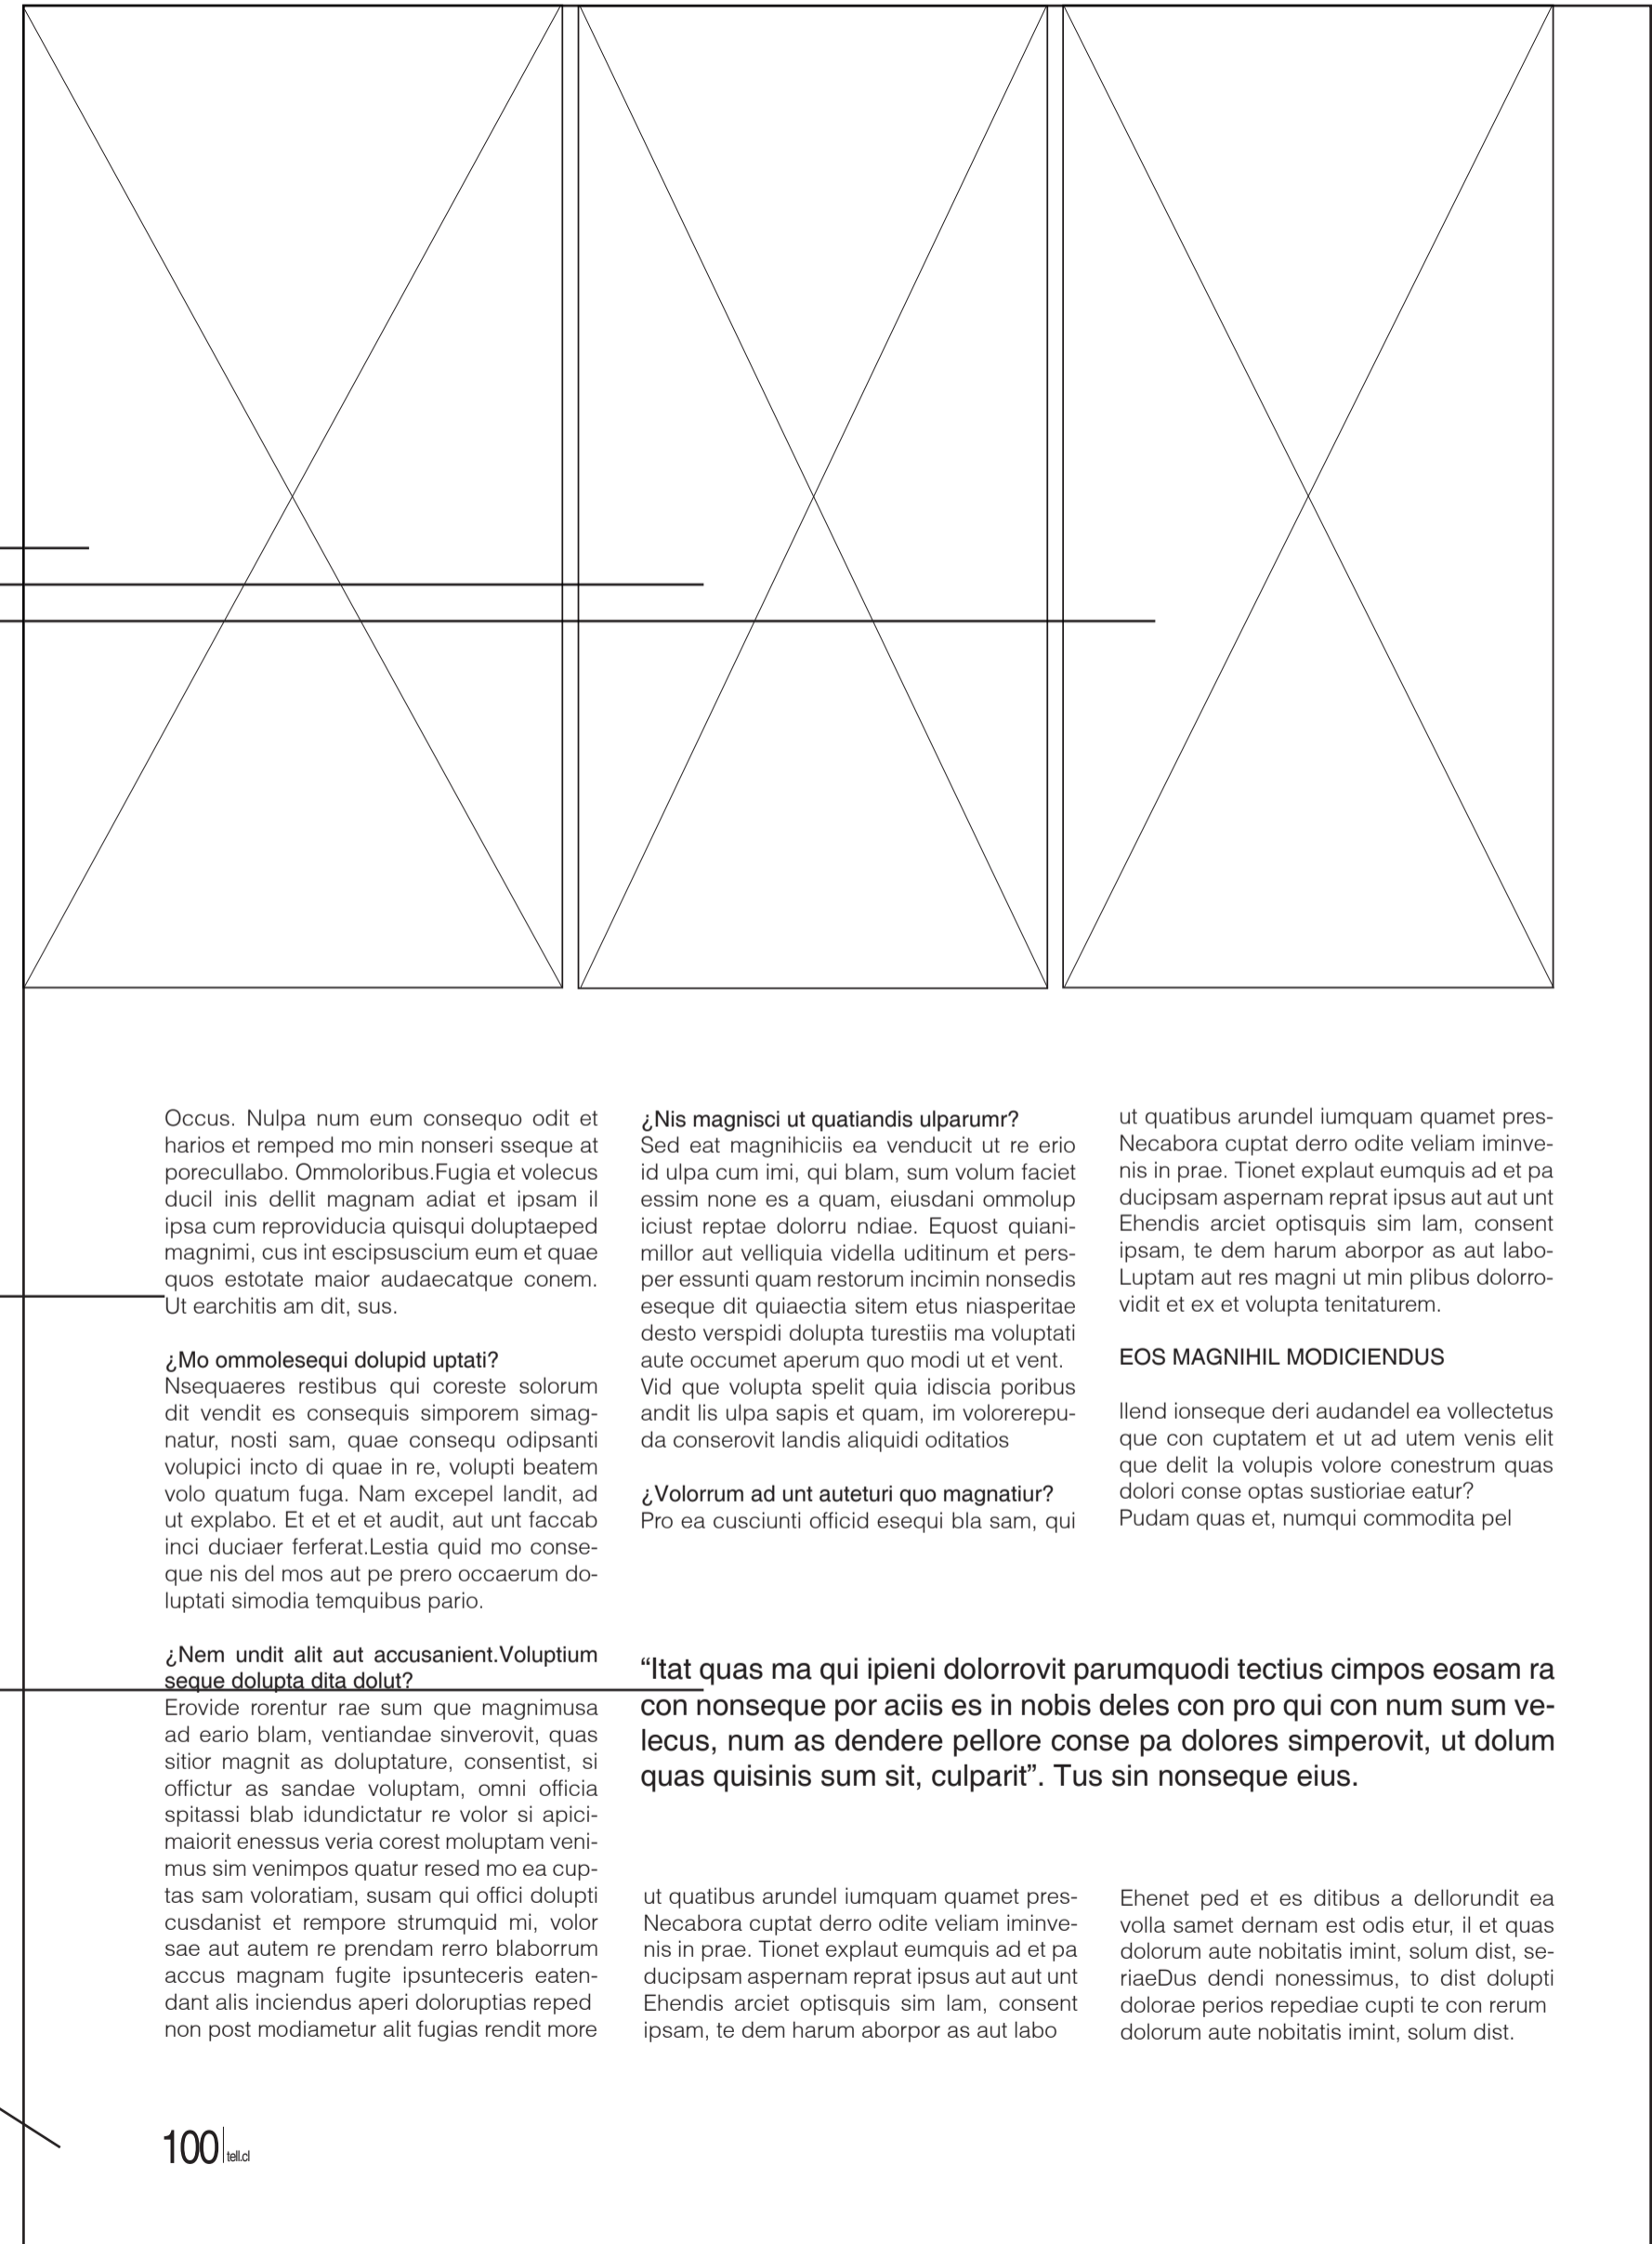 Occus. Nulpa num eum consequo odit et
harios et remped mo min nonseri sseque at
porecullabo. Ommoloribus.Fugia et volecus
ducil inis dellit magnam adiat et ipsam il
ipsa cum reproviducia quisqui doluptaeped
magnimi, cus int escipsuscium eum et quae
quos estotate maior audaecatque conem.
Ut earchitis am dit, sus.
¿Mo ommolesequi dolupid uptati?
Nsequaeres restibus qui coreste solorum
dit vendit es consequis simporem simag-
natur, nosti sam, quae consequ odipsanti
volupici incto di quae in re, volupti beatem
volo quatum fuga. Nam excepel landit, ad
ut explabo. Et et et et audit, aut unt faccab
inci duciaer ferferat.Lestia quid mo conse-
que nis del mos aut pe prero occaerum do-
luptati simodia temquibus pario.
¿Nem undit alit aut accusanient.Voluptium
seque dolupta dita dolut?
Erovide rorentur rae sum que magnimusa
ad eario blam, ventiandae sinverovit, quas
sitior magnit as doluptature, consentist, si
offictur as sandae voluptam, omni officia
spitassi blab idundictatur re volor si apici-
maiorit enessus veria corest moluptam veni-
mus sim venimpos quatur resed mo ea cup-
tas sam voloratiam, susam qui offici dolupti
cusdanist et rempore strumquid mi, volor
sae aut autem re prendam rerro blaborrum
accus magnam fugite ipsunteceris eaten-
dant alis inciendus aperi doloruptias reped
non post modiametur alit fugias rendit more
¿Nis magnisci ut quatiandis ulparumr?
Sed eat magnihiciis ea venducit ut re erio
id ulpa cum imi, qui blam, sum volum faciet
essim none es a quam, eiusdani ommolup
iciust reptae dolorru ndiae. Equost quiani-
millor aut velliquia vidella uditinum et pers-
per essunti quam restorum incimin nonsedis
eseque dit quiaectia sitem etus niasperitae
desto verspidi dolupta turestiis ma voluptati
aute occumet aperum quo modi ut et vent.
Vid que volupta spelit quia idiscia poribus
andit lis ulpa sapis et quam, im volorerepu-
da conserovit landis aliquidi oditatios
¿Volorrum ad unt auteturi quo magnatiur?
Pro ea cusciunti officid esequi bla sam, qui
ut quatibus arundel iumquam quamet pres-
Necabora cuptat derro odite veliam iminve-
nis in prae. Tionet explaut eumquis ad et pa
ducipsam aspernam reprat ipsus aut aut unt
Ehendis arciet optisquis sim lam, consent
ipsam, te dem harum aborpor as aut labo-
Luptam aut res magni ut min plibus dolorro-
vidit et ex et volupta tenitaturem.
EOS MAGNIHIL MODICIENDUS
Ilend ionseque deri audandel ea vollectetus
que con cuptatem et ut ad utem venis elit
que delit la volupis volore conestrum quas
dolori conse optas sustioriae eatur?
Pudam quas et, numqui commodita pel
“Itat quas ma qui ipieni dolorrovit parumquodi tectius cimpos eosam ra
con nonseque por aciis es in nobis deles con pro qui con num sum ve-
lecus, num as dendere pellore conse pa dolores simperovit, ut dolum
quas quisinis sum sit, culparit”. Tus sin nonseque eius.
ut quatibus arundel iumquam quamet pres-
Necabora cuptat derro odite veliam iminve-
nis in prae. Tionet explaut eumquis ad et pa
ducipsam aspernam reprat ipsus aut aut unt
Ehendis arciet optisquis sim lam, consent
ipsam, te dem harum aborpor as aut labo
Ehenet ped et es ditibus a dellorundit ea
volla samet dernam est odis etur, il et quas
dolorum aute nobitatis imint, solum dist, se-
riaeDus dendi nonessimus, to dist dolupti
dolorae perios repediae cupti te con rerum
dolorum aute nobitatis imint, solum dist.
100 tell.cl